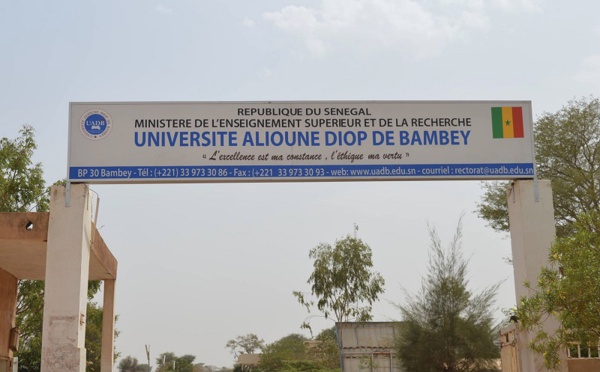 REPUBLIQUE DU SENEGAL
MINISTERE DE L'ENSEIGNEMENT SUPERIEUR ET DE LA RECHERCHE
UNIVERSITE ALIOUNE DIOP DE BAMBEY
« L'excellence est ma constance , l'éthique ma vertu »
BP 30 Bambey - Tél : (+221) 33 973 30 86 - Fax : (+221 33 973 30 93 - web: www.uadb.edu.sn - courriel : rectorat@uadb.edu.sn
UADB